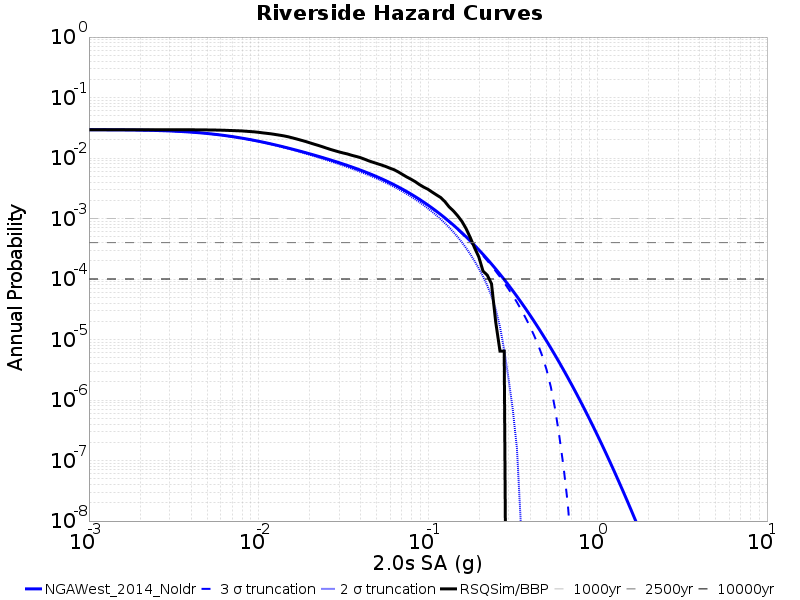 Riverside Hazard Curves
10^0
10^-1
10^-2
10^-3
10^-4
10^-5
10^-6
10^-7
10^-8
Annual Probability
10^-3 10^-2 10^-1 10^0 10^1
2.0s SA (g)
NGAWest_2014_NoIdr 3 σ truncation 2 σ truncation RSQSim/BBP 1000yr 2500yr 10000yr